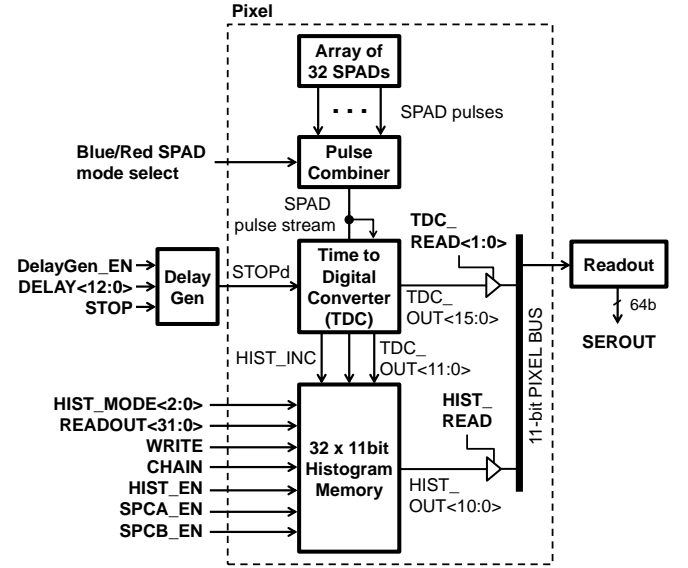 Pixel
Array of
32 SPADs
SPAD pulses
Blue/Red SPAD
mode select
Pulse
Combiner
SPAD
pulse stream
TDC_
READ<1:0>
DelayGen_EN
DELAY<12:0>
STOP
Delay
Gen
STOPd
Time to
Digital
Converter
(TDC)
TDC_
OUT<15:0>
Readout
64b
SEROUT
HIST_INC
TDC_
OUT<11:0>
11-bit PIXEL BUS
HIST_MODE<2:0>
READOUT<31:0>
WRITE
CHAIN
HIST_EN
SPCA_EN
SPCB_EN
32 x 11bit
Histogram
Memory
HIST_
READ
HIST_
OUT<10:0>